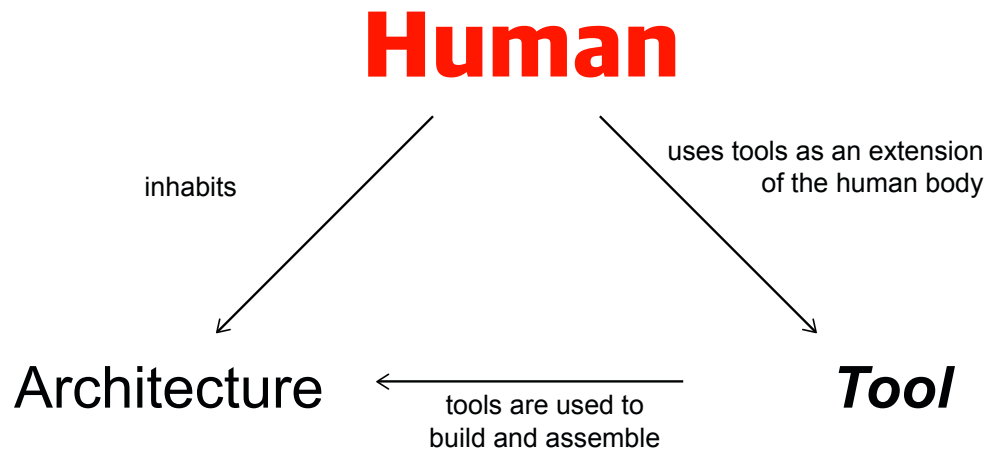 Human
inhabits
uses tools as an extension
of the human body
Architecture
Tool
tools are used to
build and assemble